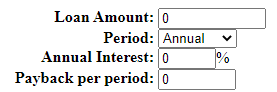 Loan Amount: 0
Period: Annual
Annual Interest: 0 %
Payback per period: 0